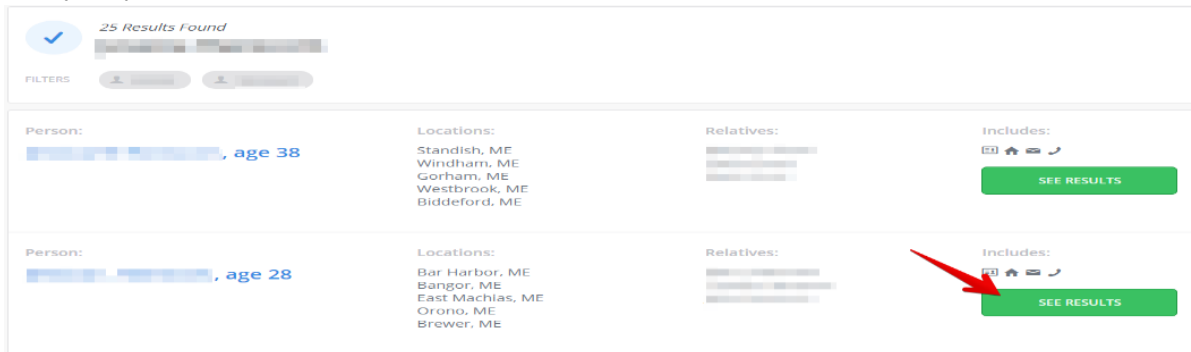 25 Results Found
FILTERS
Person: Locations: Relatives: Includes:
, age 38
Standish, ME
Windham, ME
Gorham, ME
Westbrook, ME
Biddeford, ME
SEE RESULTS
Person: Locations: Relatives: Includes:
, age 28
Bar Harbor, ME
Bangor, ME
East Machias, ME
Orono, ME
Brewer, ME
SEE RESULTS